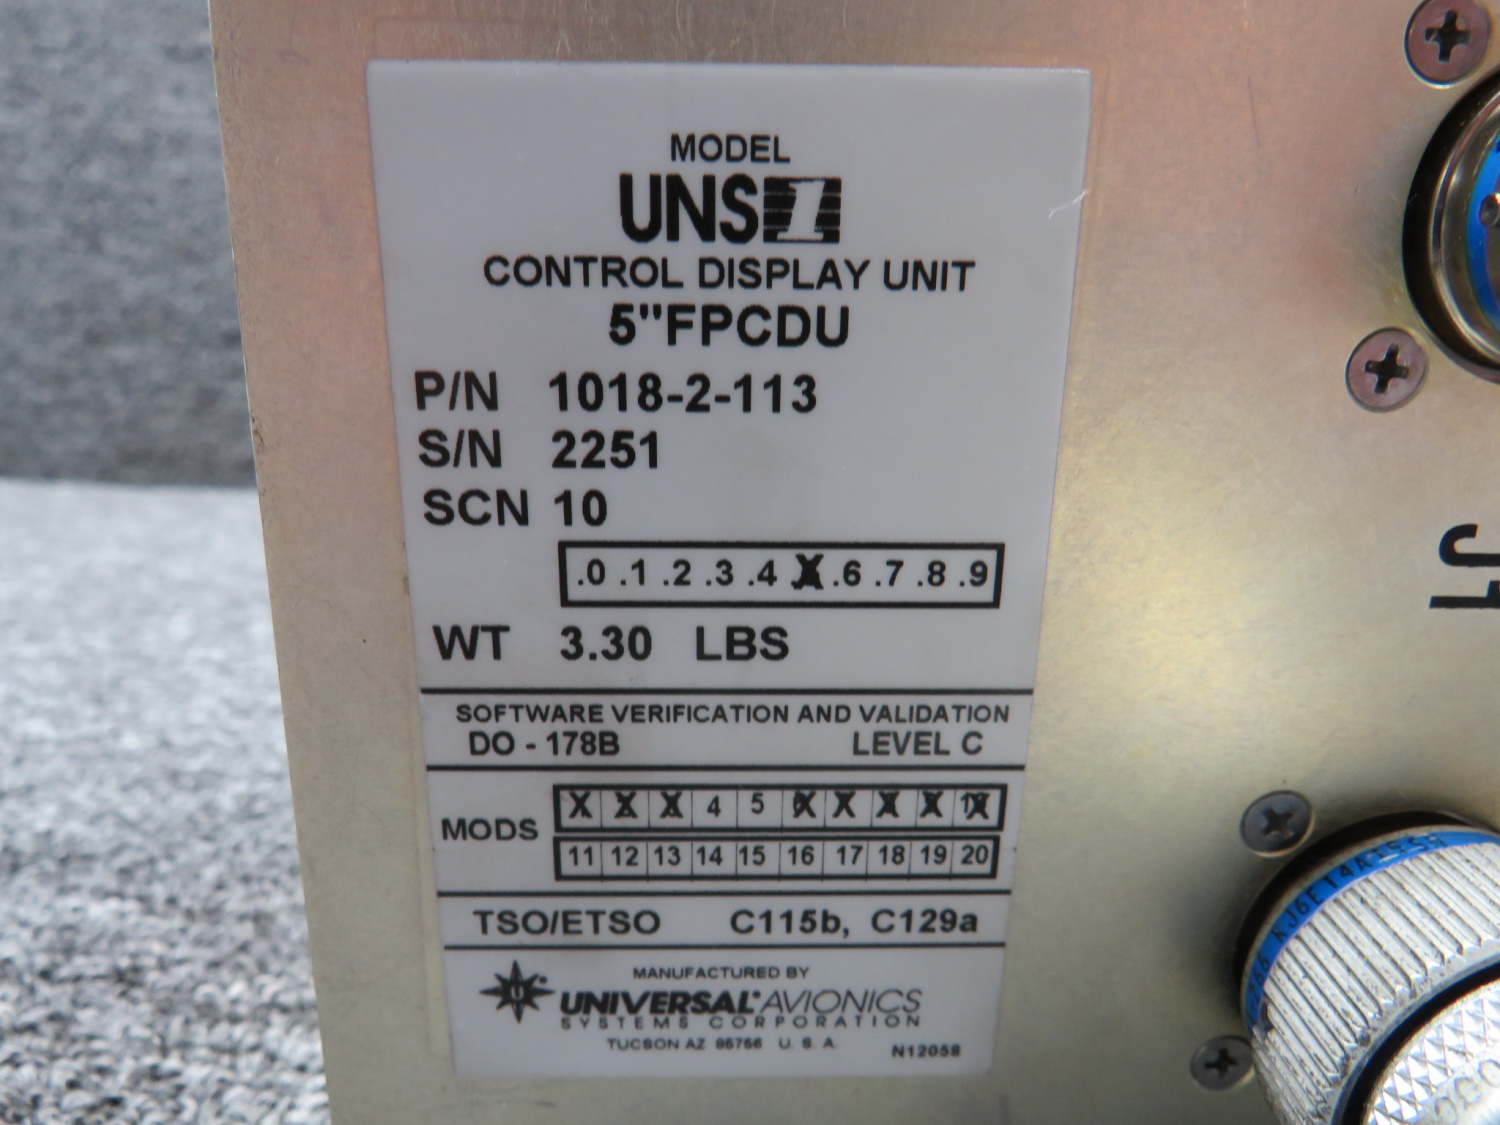 MODEL
UNS 1
CONTROL DISPLAY UNIT
5"FPCDU
P/N 1018-2-113
S/N 2251
SCN 10
.0 .1 .2 .3 .4 X .6 .7 .8 .9
WT 3.30 LBS
SOFTWARE VERIFICATION AND VALIDATION
DO - 178B LEVEL C
MODS
X X X 4 5 X X X X X
11 12 13 14 15 16 17 18 19 20
TSO/ETSO C115b, C129a
MANUFACTURED BY
UNIVERSAL AVIONICS
SYSTEMS CORPORATION
TUCSON AZ 85756 U. S. A.
N12058
J1